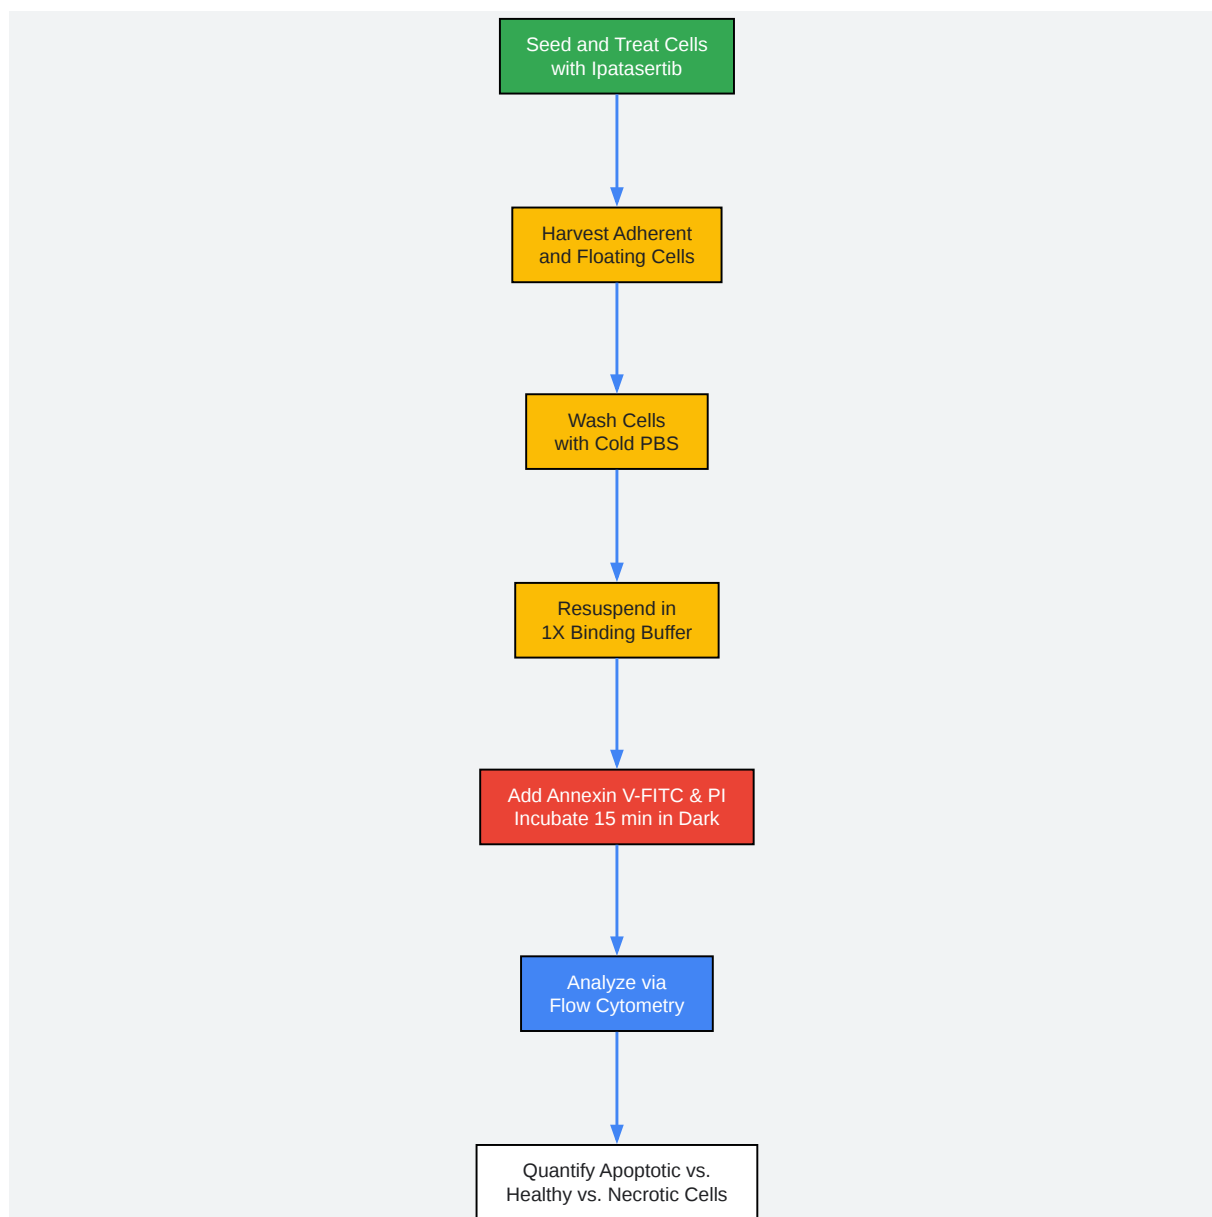 Seed and Treat Cells
with Ipatasertib
Harvest Adherent
and Floating Cells
Wash Cells
with Cold PBS
Resuspend in
1X Binding Buffer
Add Annexin V-FITC & PI
Incubate 15 min in Dark
Analyze via
Flow Cytometry
Quantify Apoptotic vs.
Healthy vs. Necrotic Cells